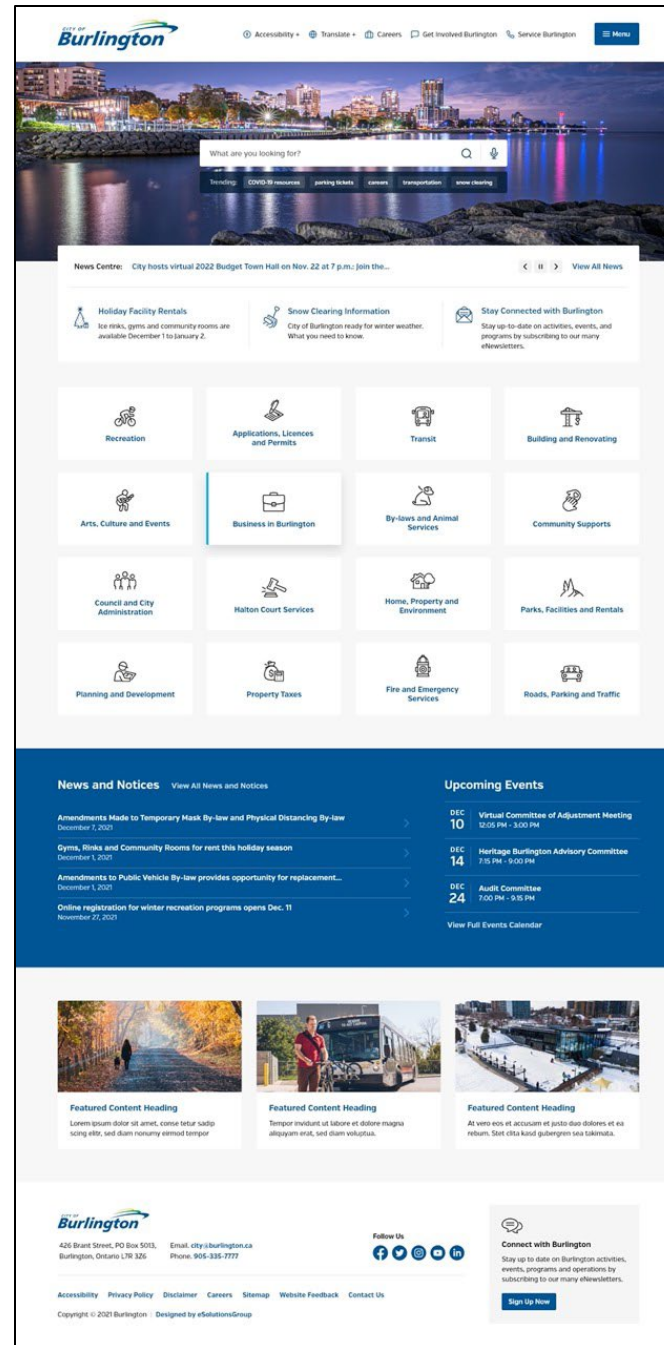 CITY OF
Burlington
Accessibility +
Translate +
Careers
Get Involved Burlington
Service Burlington
Menu
What are you looking for?
Trending: COVID-19 resources parking tickets careers transportation snow clearing
News Centre: City hosts virtual 2022 Budget Town Hall on Nov. 22 at 7 p.m.; Join the...
View All News
Holiday Facility Rentals
Ice rinks, gyms and community rooms are
available December 1 to January 2.
Snow Clearing Information
City of Burlington ready for winter weather.
What you need to know.
Stay Connected with Burlington
Stay up-to-date on activities, events, and
programs by subscribing to our many
eNewsletters.
Recreation
Applications, Licences
and Permits
Transit
Building and Renovating
Arts, Culture and Events
Business in Burlington
By-laws and Animal
Services
Community Supports
Council and City
Administration
Halton Court Services
Home, Property and
Environment
Parks, Facilities and Rentals
Planning and Development
Property Taxes
Fire and Emergency
Services
Roads, Parking and Traffic
News and Notices View All News and Notices
Amendments Made to Temporary Mask By-law and Physical Distancing By-law
December 7, 2021
Gyms, Rinks and Community Rooms for rent this holiday season
December 1, 2021
Amendments to Public Vehicle By-law provides opportunity for replacement...
December 1, 2021
Online registration for winter recreation programs opens Dec. 11
November 27, 2021
Upcoming Events
DEC
10
Virtual Committee of Adjustment Meeting
12:05 PM - 3:00 PM
DEC
14
Heritage Burlington Advisory Committee
7:15 PM - 9:00 PM
DEC
24
Audit Committee
7:00 PM - 9:15 PM
View Full Events Calendar
Featured Content Heading
Lorem ipsum dolor sit amet, conse tetur sadip
scing elitr, sed diam nonumy eirmod tempor
Featured Content Heading
Tempor invidunt ut labore et dolore magna
aliquyam erat, sed diam voluptua.
Featured Content Heading
At vero eos et accusam et justo duo dolores et ea
rebum. Stet clita kasd gubergren sea takimata.
CITY OF
Burlington
426 Brant Street, PO Box 5013,
Burlington, Ontario L7R 3Z6
Email. city@burlington.ca
Phone. 905-335-7777
Follow Us
Connect with Burlington
Stay up to date on Burlington activities,
events, programs and operations by
subscribing to our many eNewsletters.
Sign Up Now
Accessibility Privacy Policy Disclaimer Careers Sitemap Website Feedback Contact Us
Copyright © 2021 Burlington | Designed by eSolutionsGroup